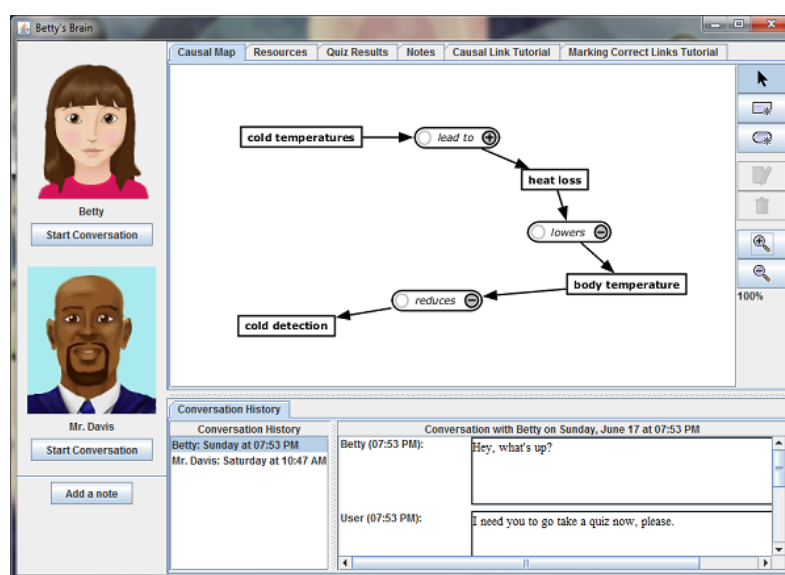 Betty's Brain
Causal Map Resources Quiz Results Notes Causal Link Tutorial Marking Correct Links Tutorial
cold temperatures lead to
heat loss
lowers
body temperature
reduces
cold detection
Betty
Start Conversation
Mr. Davis
Start Conversation
Add a note
100%
Conversation History
Conversation History
Betty: Sunday at 07:53 PM
Mr. Davis: Saturday at 10:47 AM
Conversation with Betty on Sunday, June 17 at 07:53 PM
Betty (07:53 PM): Hey, what's up?
User (07:53 PM): I need you to go take a quiz now, please.